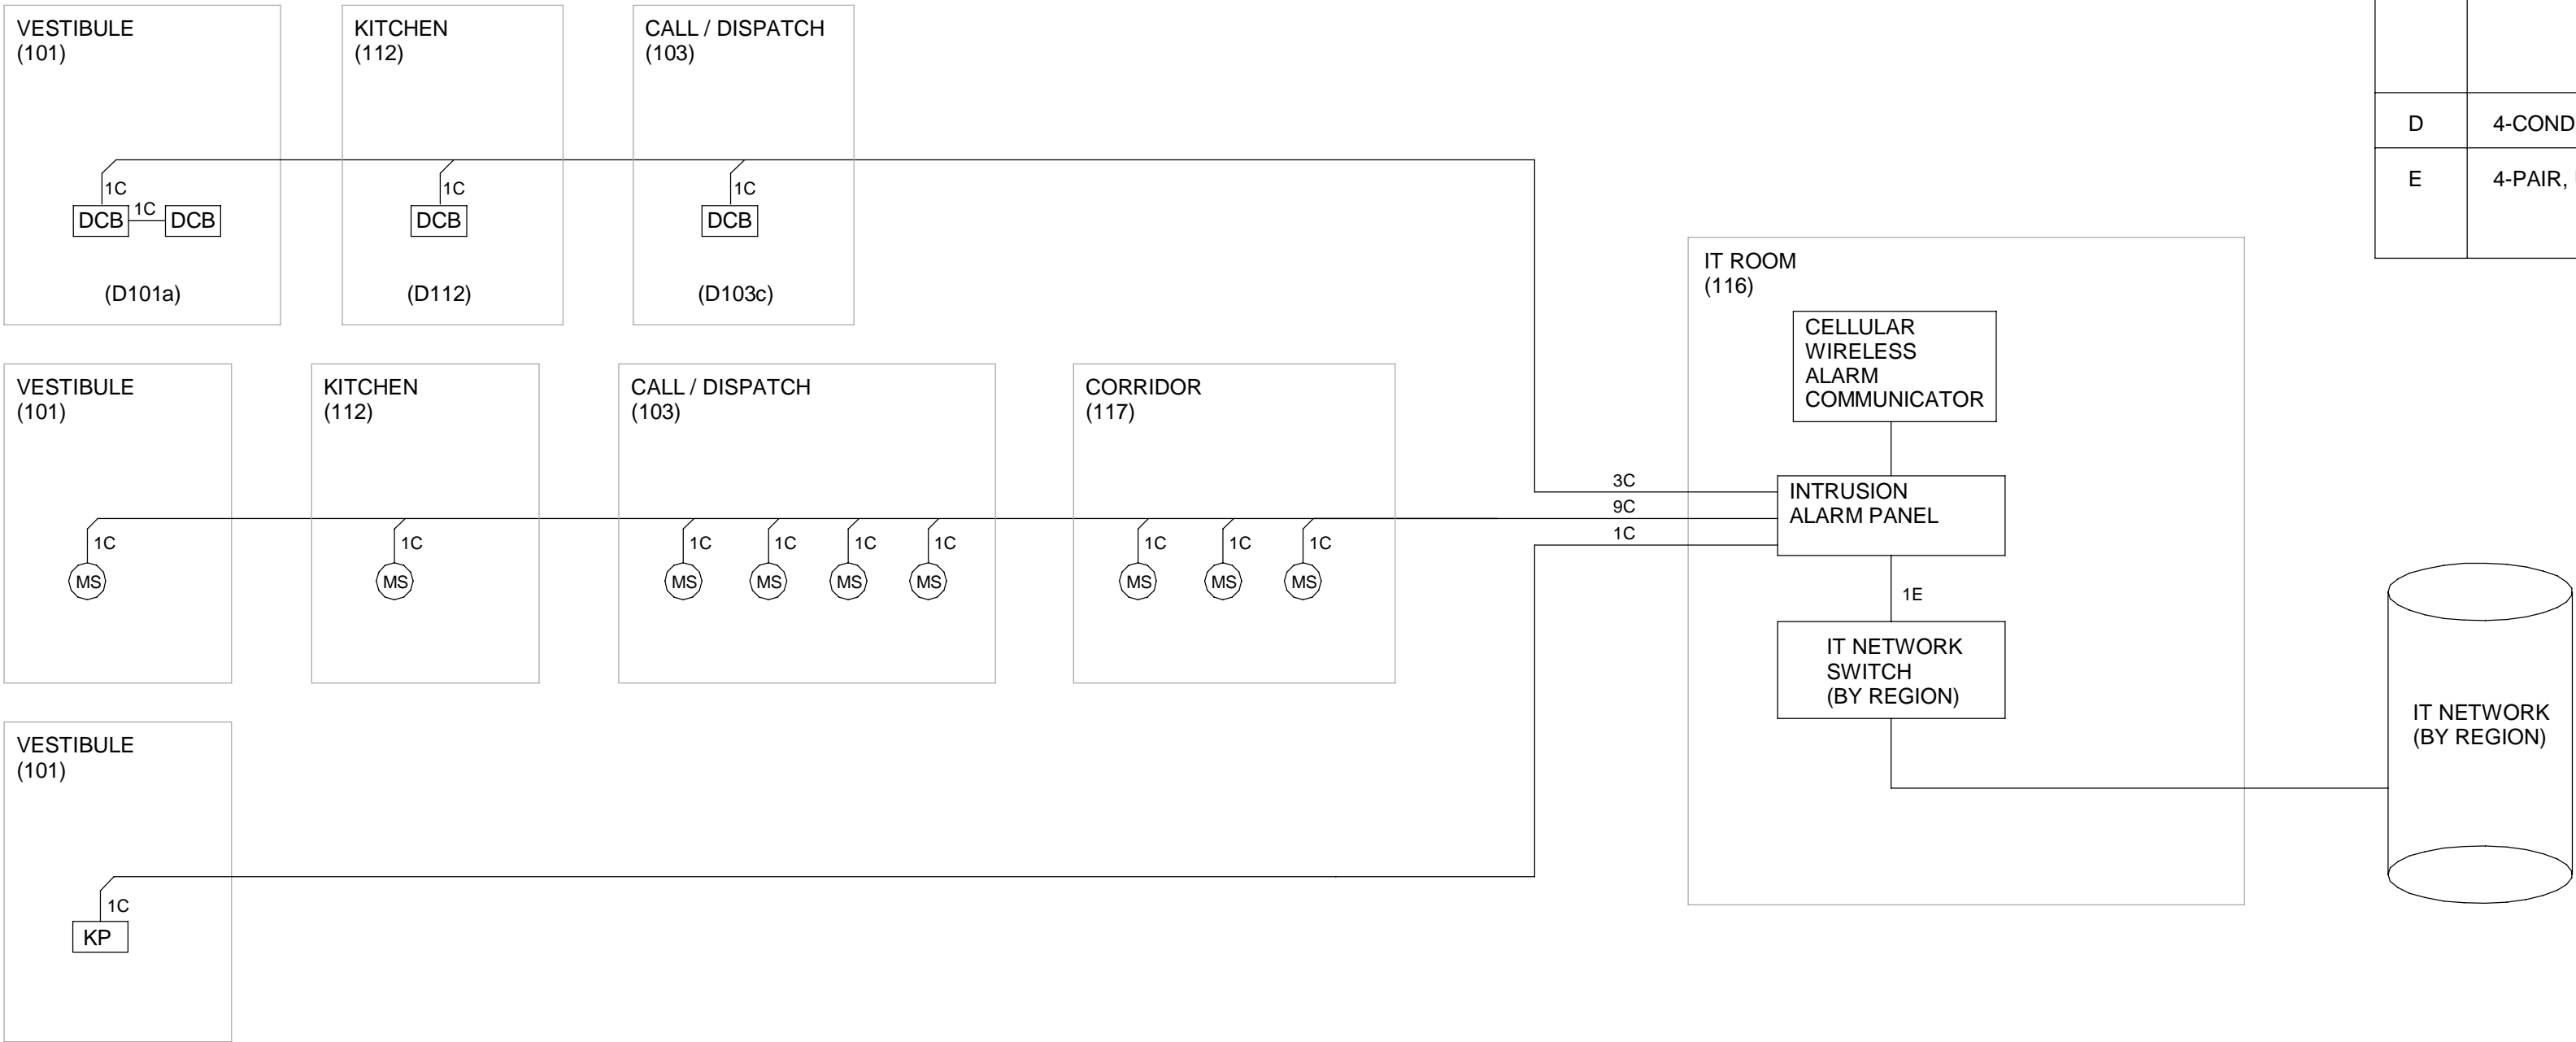 VESTIBULE
(101)
1C
DCB
1C
DCB
(D101a)
KITCHEN
(112)
1C
DCB
(D112)
CALL / DISPATCH
(103)
1C
DCB
(D103c)
D
4-COND
E
4-PAIR,
VESTIBULE
(101)
1C
MS
KITCHEN
(112)
1C
MS
CALL / DISPATCH
(103)
1C
1C
1C
1C
MS
MS
MS
MS
CORRIDOR
(117)
1C
1C
1C
MS
MS
MS
3C
9C
1C
IT ROOM
(116)
CELLULAR
WIRELESS
ALARM
COMMUNICATOR
INTRUSION
ALARM PANEL
1E
IT NETWORK
SWITCH
(BY REGION)
IT NETWORK
(BY REGION)
VESTIBULE
(101)
1C
KP